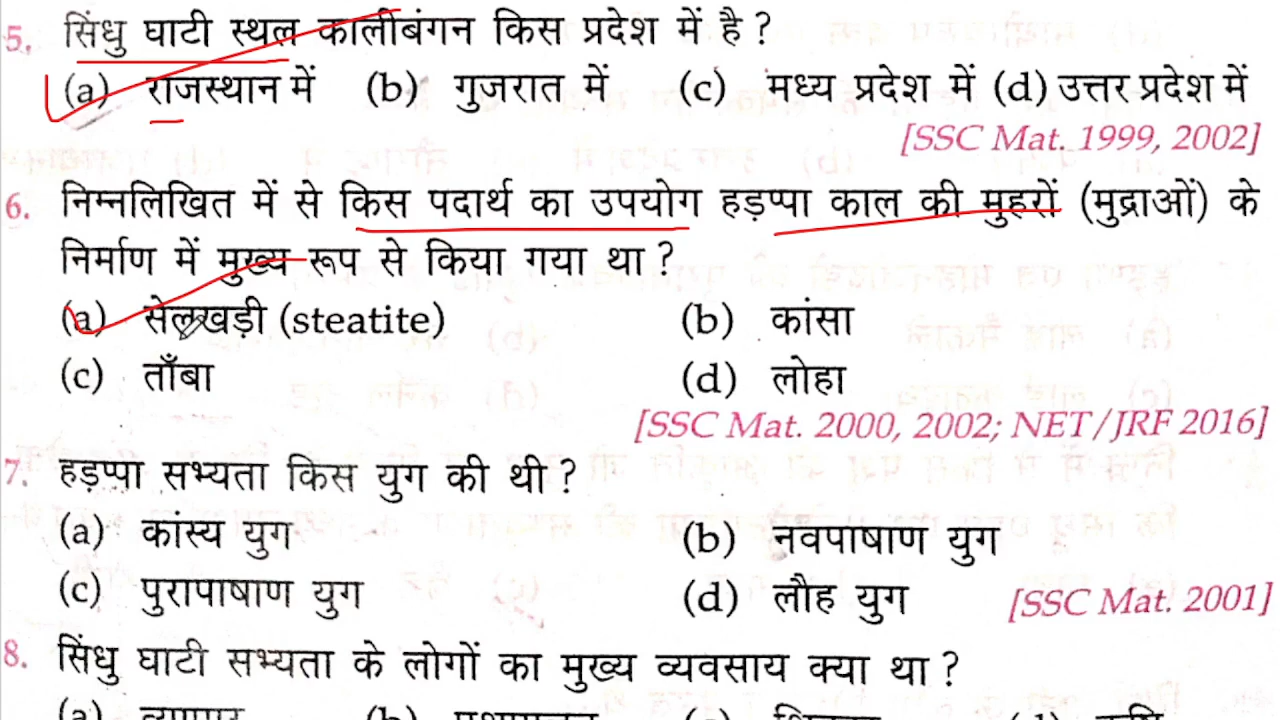 5. सिंधु घाटी स्थल कालीबंगन किस प्रदेश में है ?
(a) राजस्थान में (b) गुजरात में (c) मध्य प्रदेश में (d) उत्तर प्रदेश में
[SSC Mat. 1999, 2002]
6. निम्नलिखित में से किस पदार्थ का उपयोग हड़प्पा काल की मुहरों (मुद्राओं) के
निर्माण में मुख्य रूप से किया गया था ?
(a) सेलखड़ी (steatite) (b) कांसा
(c) ताँबा (d) लोहा
[SSC Mat. 2000, 2002; NET/JRF 2016]
7. हड़प्पा सभ्यता किस युग की थी ?
(a) कांस्य युग (b) नवपाषाण युग
(c) पुरापाषाण युग (d) लौह युग [SSC Mat. 2001]
8. सिंधु घाटी सभ्यता के लोगों का मुख्य व्यवसाय क्या था ?
(a) (b) (c) (d)